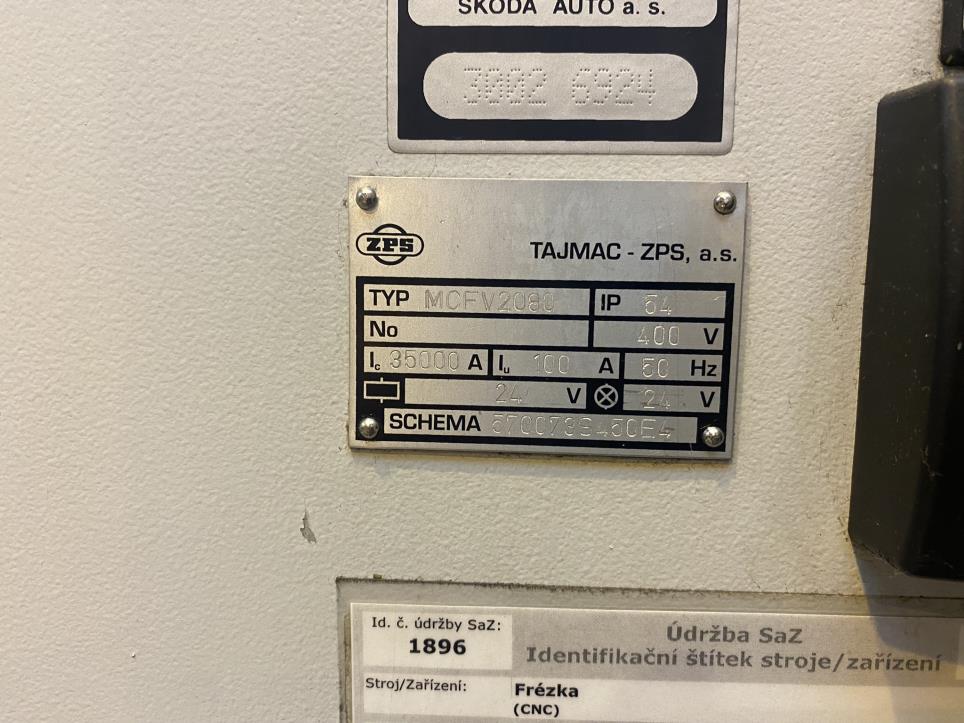 ŠKODA AUTO a. s.
3002 6924
ZPS
TAJMAC - ZPS, a.s.
TYP MCFV2080 IP 54
No 400 V
Ic 35000 A Iu 100 A 50 Hz
24 V 24 V
SCHEMA
Id. č. údržby SaZ:
1896
Údržba SaZ
Identifikační štítek stroje/zařízení
Stroj/Zařízení:
Frézka
(CNC)